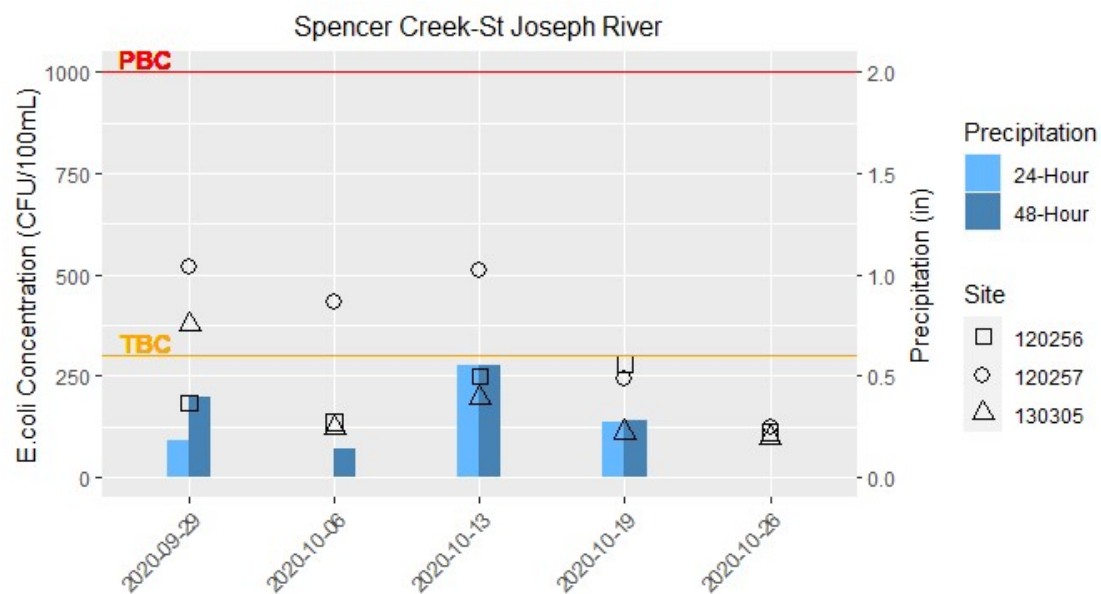 Spencer Creek-St Joseph River
E.coli Concentration (CFU/100mL)
1000
750
500
250
0
PBC
TBC
2.0
1.5
1.0
0.5
0.0
Precipitation (in)
2020-09-29
2020-10-06
2020-10-13
2020-10-19
2020-10-26
Precipitation
24-Hour
48-Hour
Site
120256
120257
130305